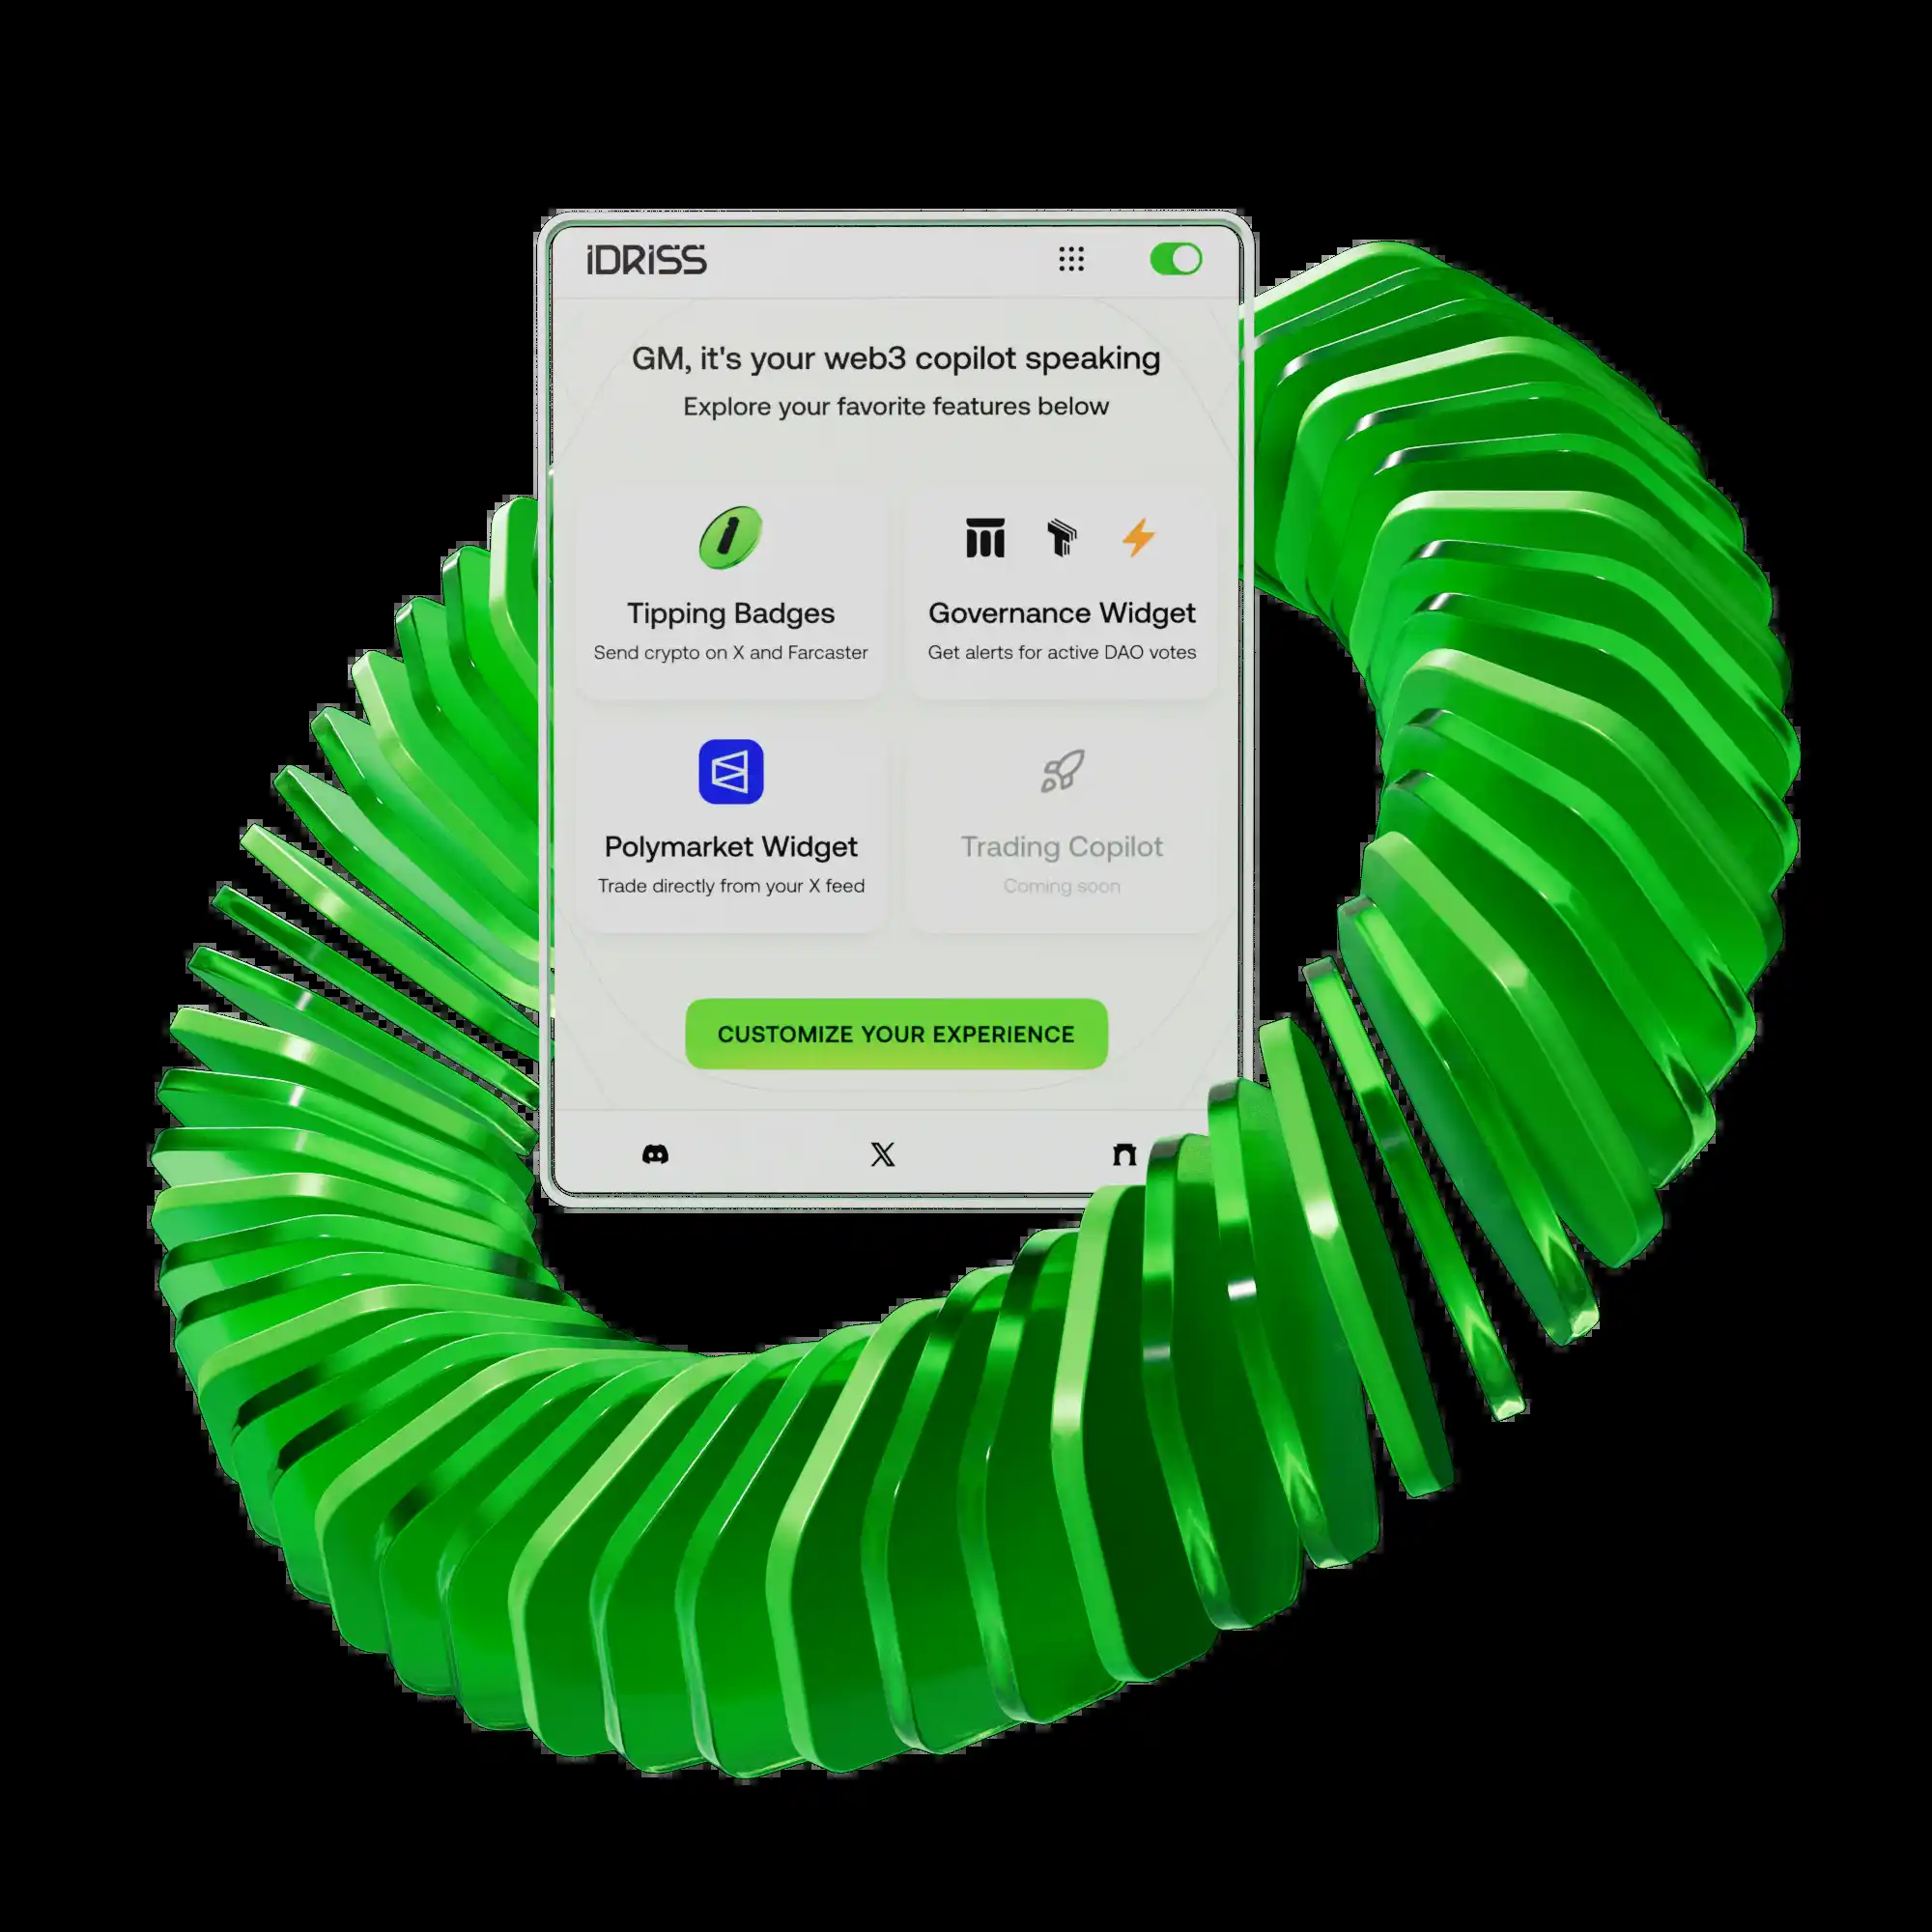 iDRiSS
GM, it's your web3 copilot speaking
Explore your favorite features below
Tipping Badges
Send crypto on X and Farcaster
Governance Widget
Get alerts for active DAO votes
Polymarket Widget
Trade directly from your X feed
Trading Copilot
Coming soon
CUSTOMIZE YOUR EXPERIENCE